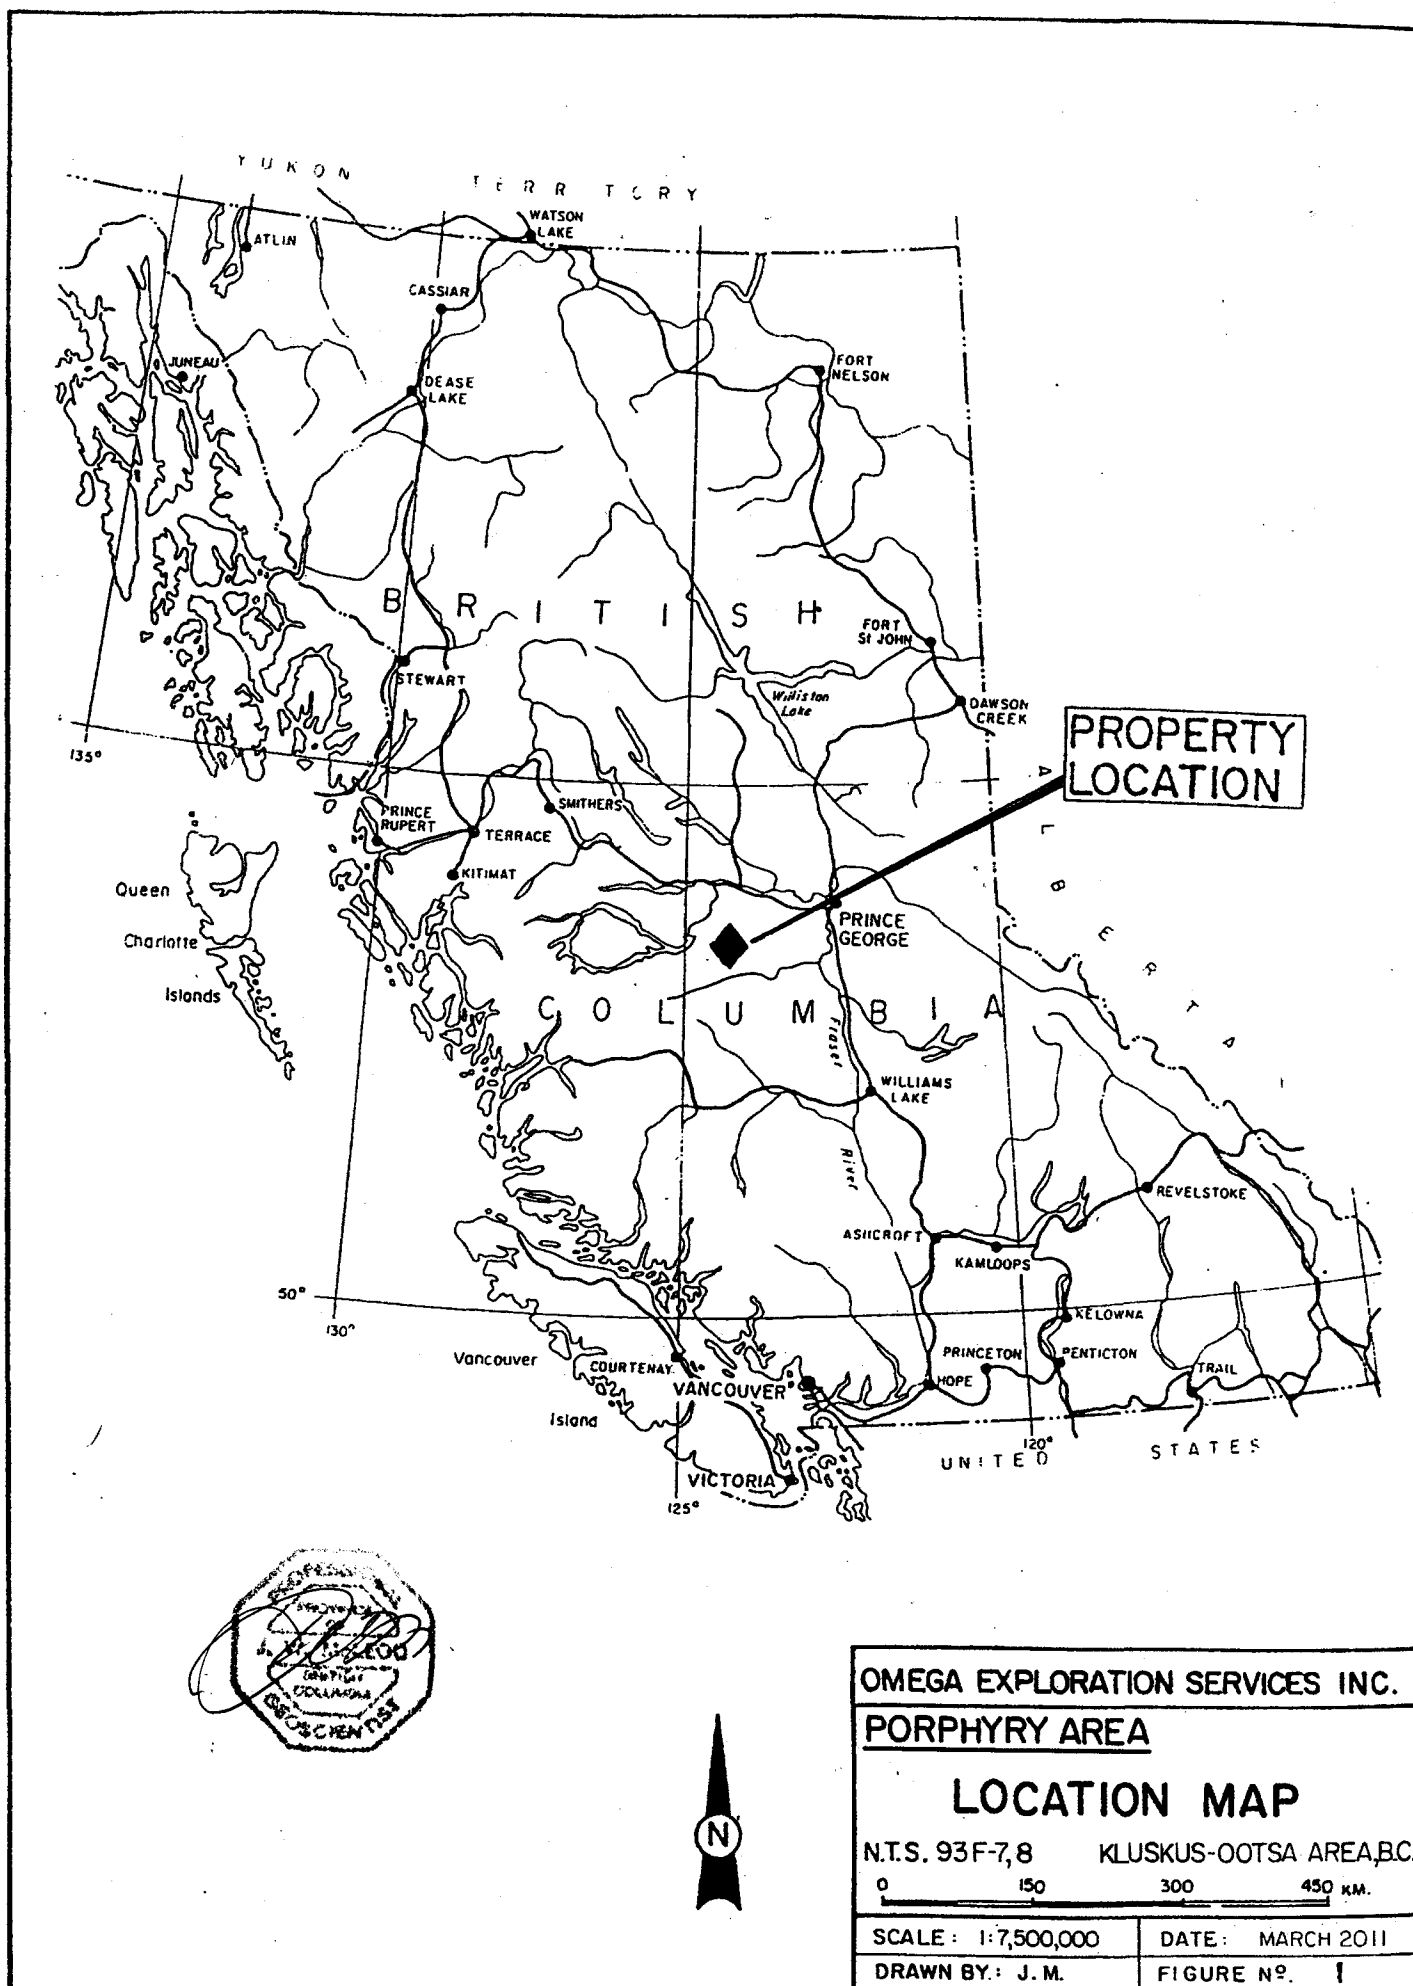 YUKON TERRITORY
WATSON
LAKE
ATLIN
CASSIAR
JUNEAU
DEASE
LAKE
FORT
NELSON
BRITISH
FORT
St JOHN
STEWART
Williston
Lake
DAWSON
CREEK
PROPERTY
LOCATION
135°
ALBERTA
PRINCE
RUPERT
SMITHERS
TERRACE
KITIMAT
Queen
Charlotte
Islands
PRINCE
GEORGE
COLUMBIA
Fraser
River
WILLIAMS
LAKE
REVELSTOKE
ASHCROFT
KAMLOOPS
50°
130°
KELOWNA
Vancouver
Island
COURTENAY
PRINCETON
PENTICTON
VANCOUVER
HOPE
TRAIL
120°
UNITED STATES
VICTORIA
125°
PROVINCE
BRITISH
COLUMBIA
GEOSCIENTIST
N
OMEGA EXPLORATION SERVICES INC.
PORPHYRY AREA
LOCATION MAP
N.T.S. 93F-7,8 KLUSKUS-OOTSA AREA,B.C.
0 150 300 450 KM.
SCALE: 1:7,500,000 DATE: MARCH 2011
DRAWN BY.: J.M. FIGURE Nº. 1